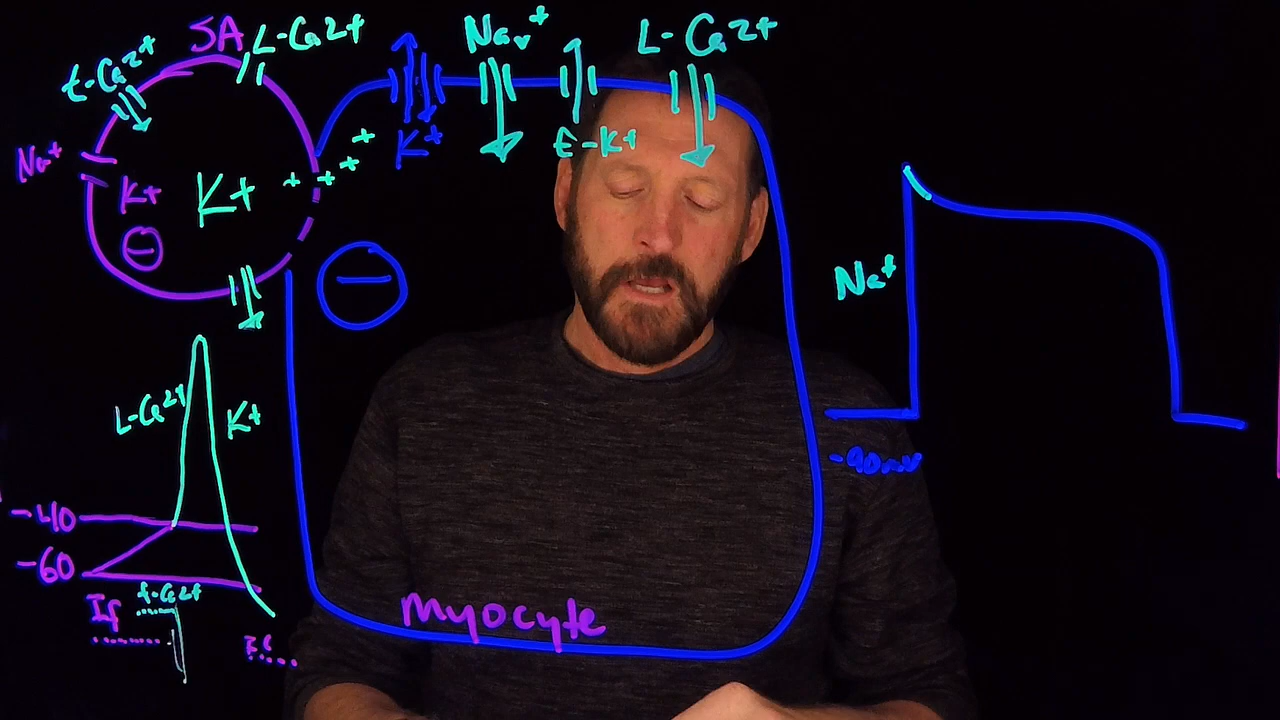 SA
t-Ca2+
L-Ca2+
Na+
K+
K+
+ + + +
−
K+
Nav+
t-K+
L-Ca2+
−
L-Ca2+
K+
-40
-60
If
t-Ca2+
myocyte
Na+
-90mv